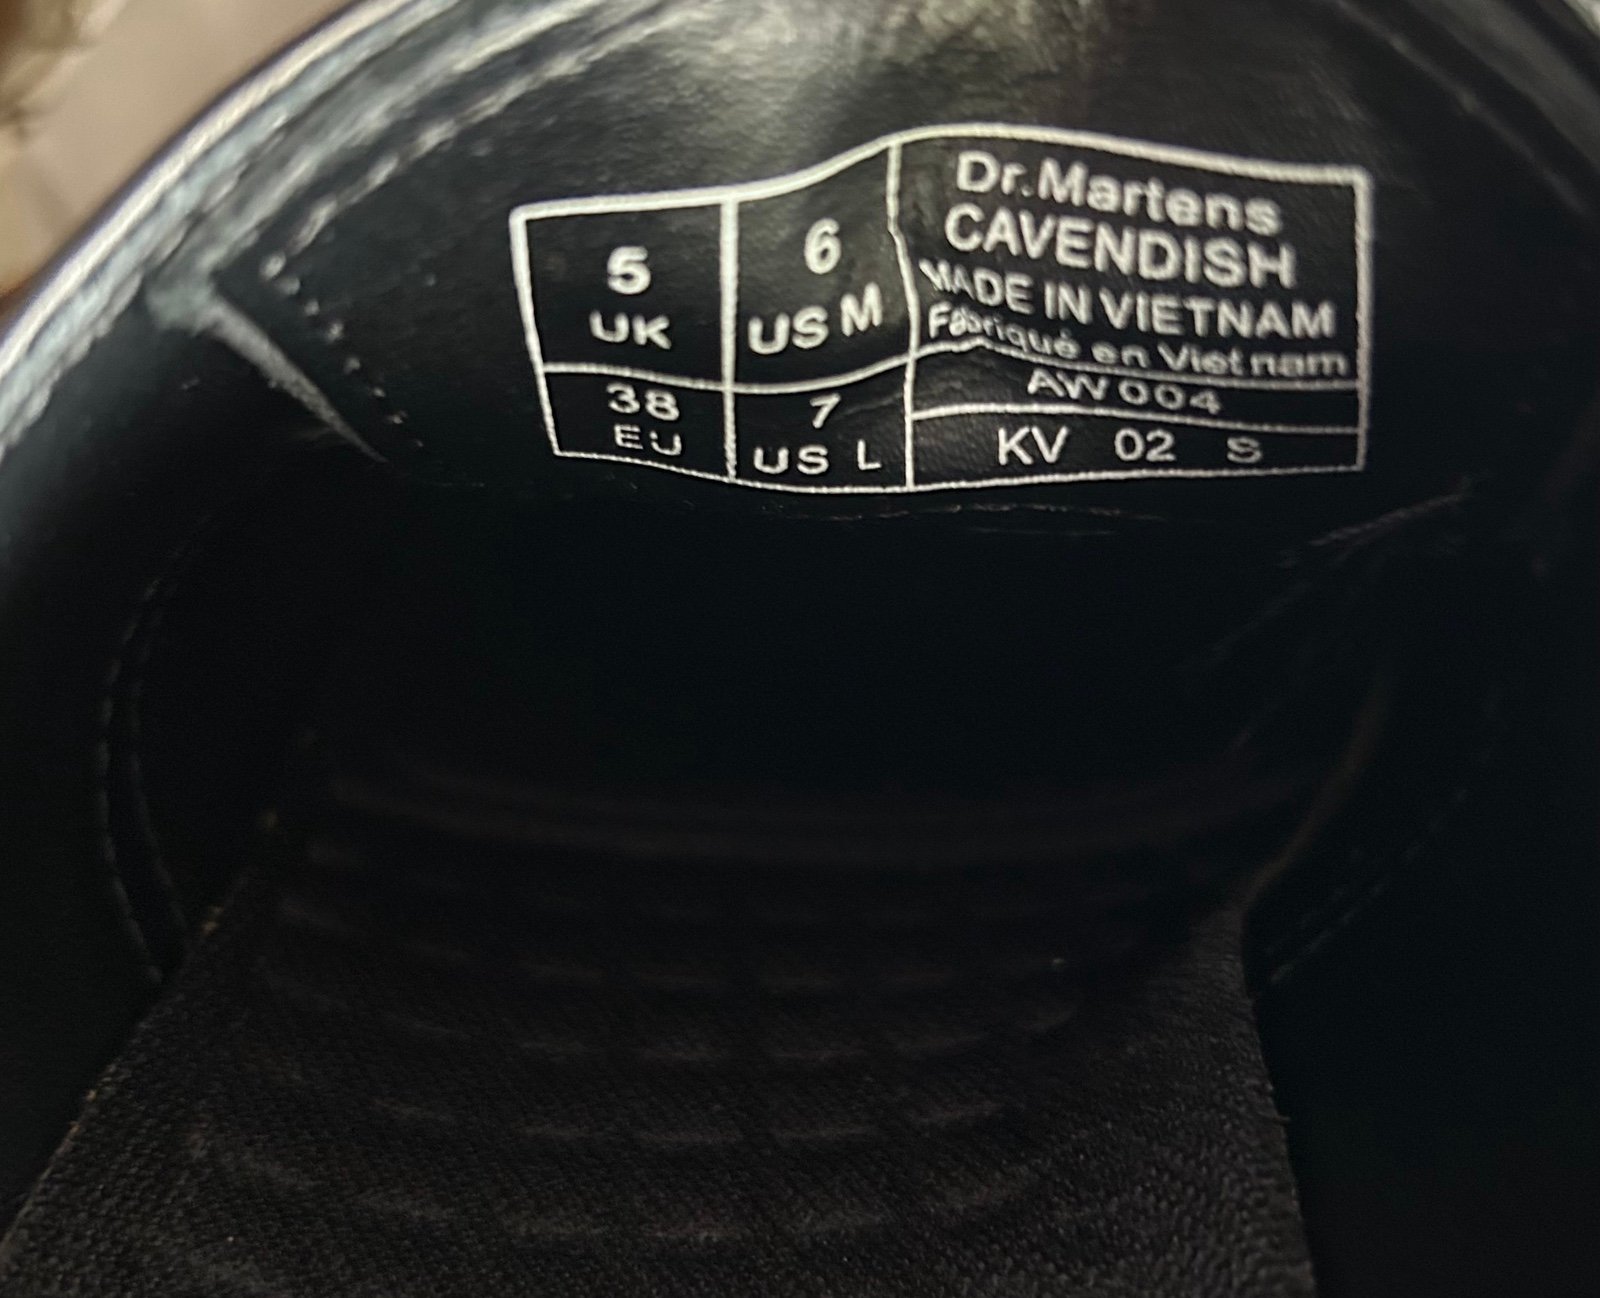 5
UK
6
US M
38
EU
7
US L
Dr.Martens
CAVENDISH
MADE IN VIETNAM
Fabriqué en Viet nam
AW004
KV 02 S